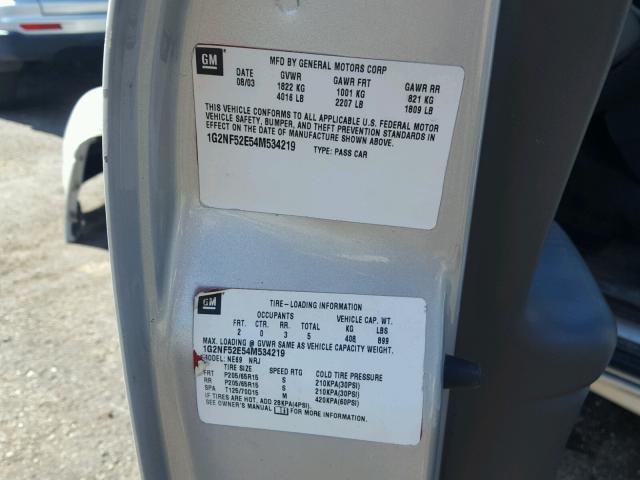 GM
MFD BY GENERAL MOTORS CORP
DATE GVWR GAWR FRT GAWR RR
08/03 1822 KG 1001 KG 821 KG
4016 LB 2207 LB 1809 LB
THIS VEHICLE CONFORMS TO ALL APPLICABLE U.S. FEDERAL MOTOR
VEHICLE SAFETY, BUMPER, AND THEFT PREVENTION STANDARDS IN
EFFECT ON THE DATE OF MANUFACTURE SHOWN ABOVE.
1G2NF52E54M534219 TYPE: PASS CAR
GM
TIRE-LOADING INFORMATION
OCCUPANTS VEHICLE CAP. WT.
FRT. CTR. RR. TOTAL KG LBS
2 0 3 5 408 899
MAX. LOADING @ GVWR SAME AS VEHICLE CAPACITY WEIGHT.
1G2NF52E54M534219
MODEL: NE69 NRJ
TIRE SIZE SPEED RTG COLD TIRE PRESSURE
FRT P205/65R15 S 210KPA(30PSI)
RR P205/65R15 S 210KPA(30PSI)
SPA T125/70D15 M 420KPA(60PSI)
IF TIRES ARE HOT, ADD 28KPA(4PSI).
SEE OWNER'S MANUAL FOR MORE INFORMATION.